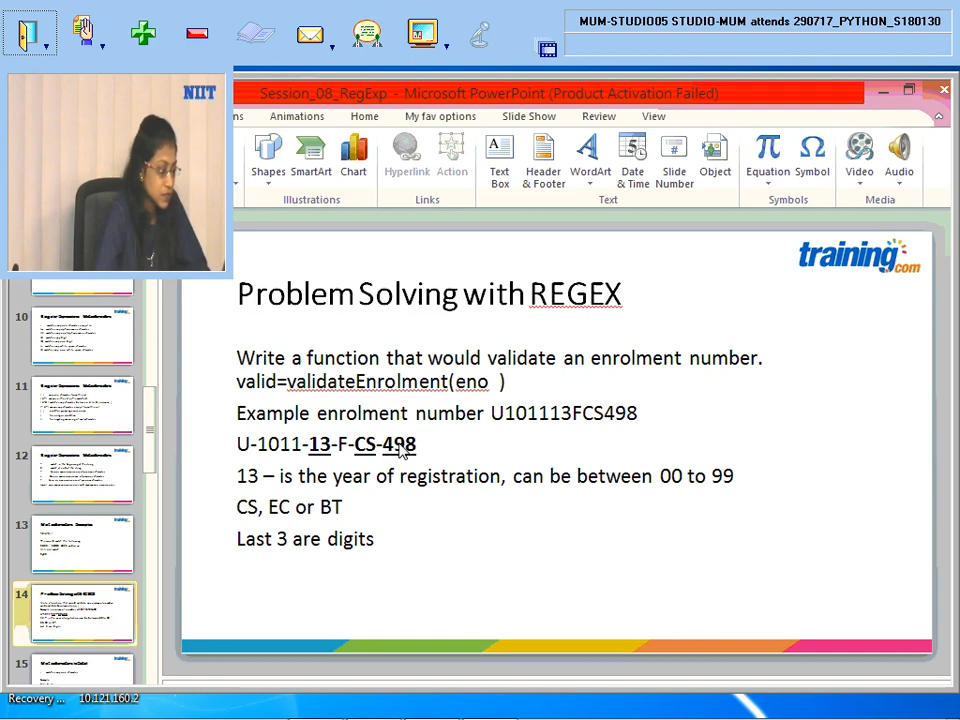 MUM-STUDIO05 STUDIO-MUM attends 290717_PYTHON_S180130
NIIT
Session_08_RegExp - Microsoft PowerPoint (Product Activation Failed)
ns Animations Home My fav options Slide Show Review View
Shapes SmartArt Chart Hyperlink Action Text Box Header & Footer WordArt Date & Time Slide Number Object Equation Symbol Video Audio
Illustrations Links Text Symbols Media
training.com
Problem Solving with REGEX
Write a function that would validate an enrolment number.
valid=validateEnrolment(eno )
Example enrolment number U101113FCS498
U-1011-13-F-CS-498
13 – is the year of registration, can be between 00 to 99
CS, EC or BT
Last 3 are digits
10
11
12
13
14
15
Recovery ... 10.121.160.2